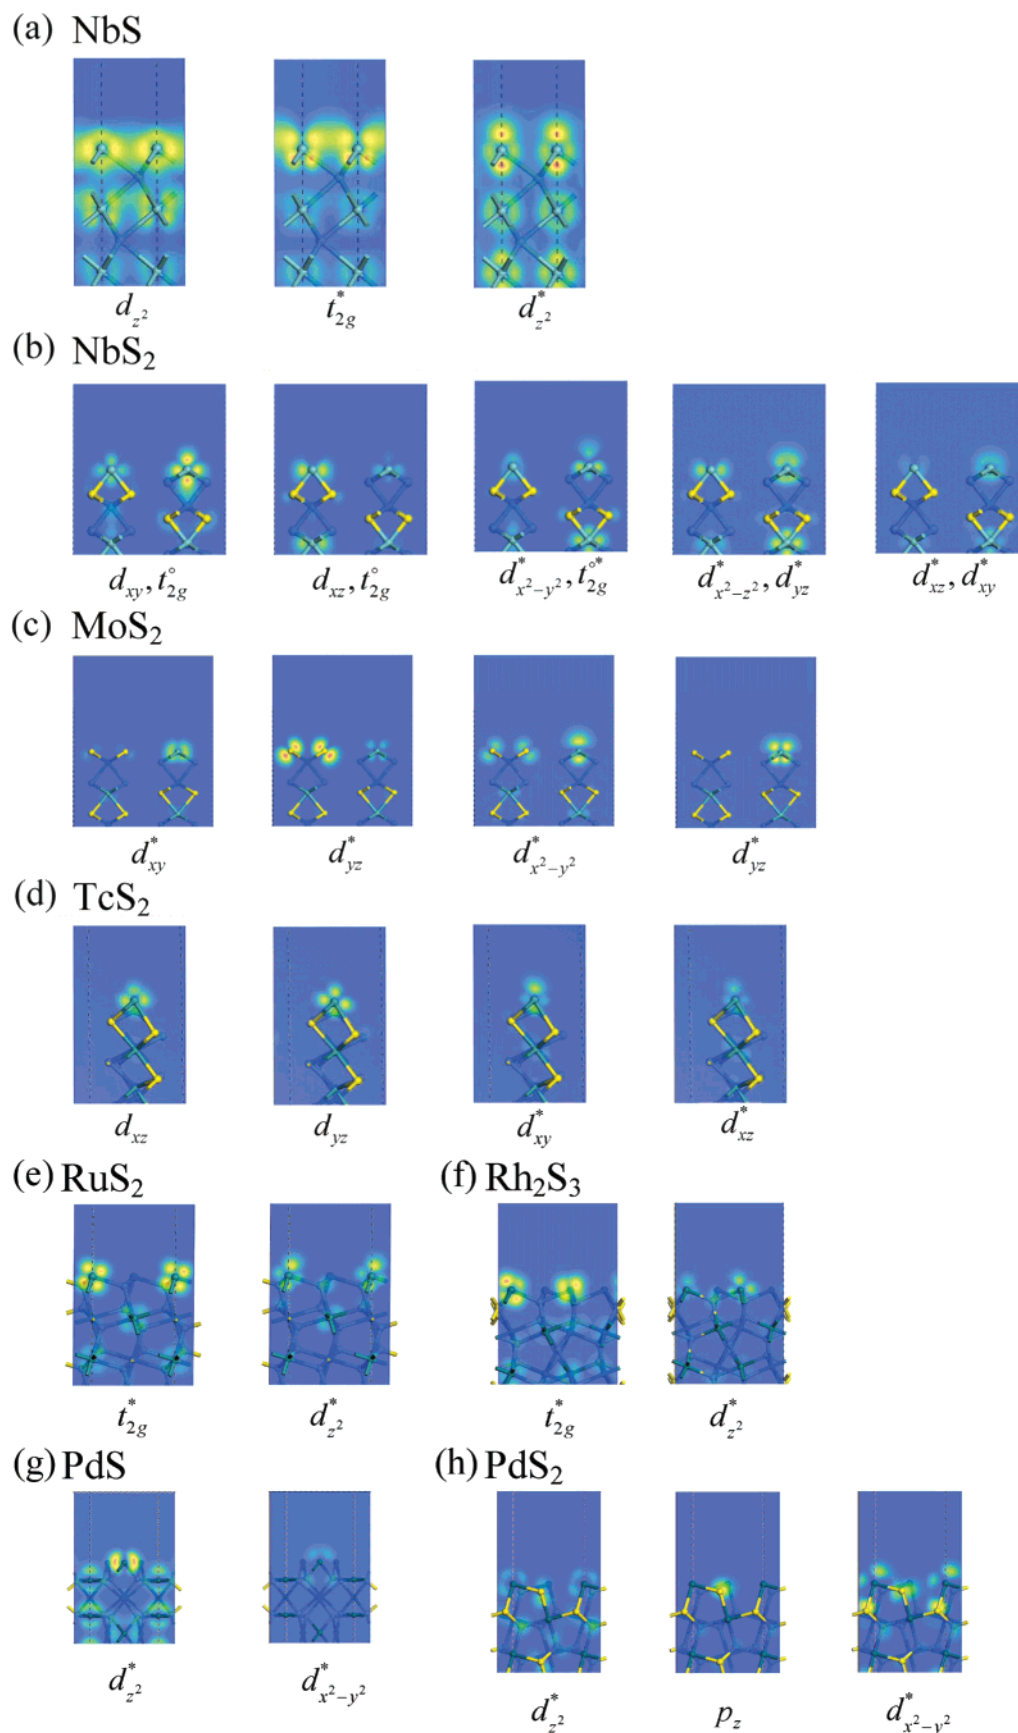 (a) NbS
d_{z^2} t^*_{2g} d^*_{z^2}
(b) NbS₂
d_{xy}, t°_{2g} d_{xz}, t°_{2g} d^*_{x^2-y^2}, t^{°*}_{2g} d^*_{x^2-z^2}, d^*_{yz} d^*_{xz}, d^*_{xy}
(c) MoS₂
d^*_{xy} d^*_{yz} d^*_{x^2-y^2} d^*_{yz}
(d) TcS₂
d_{xz} d_{yz} d^*_{xy} d^*_{xz}
(e) RuS₂ (f) Rh₂S₃
t^*_{2g} d^*_{z^2} t^*_{2g} d^*_{z^2}
(g) PdS (h) PdS₂
d^*_{z^2} d^*_{x^2-y^2} d^*_{z^2} p_z d^*_{x^2-y^2}